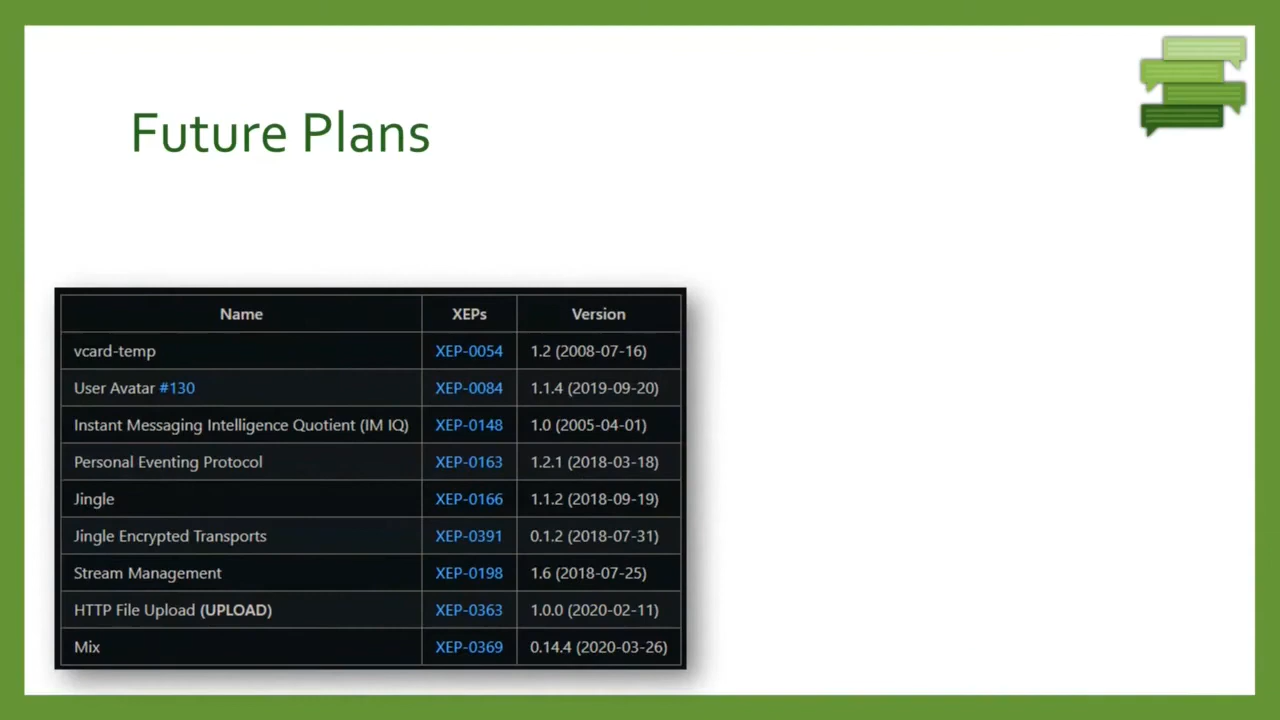 Future Plans
Name XEPs Version
vcard-temp XEP-0054 1.2 (2008-07-16)
User Avatar #130 XEP-0084 1.1.4 (2019-09-20)
Instant Messaging Intelligence Quotient (IM IQ) XEP-0148 1.0 (2005-04-01)
Personal Eventing Protocol XEP-0163 1.2.1 (2018-03-18)
Jingle XEP-0166 1.1.2 (2018-09-19)
Jingle Encrypted Transports XEP-0391 0.1.2 (2018-07-31)
Stream Management XEP-0198 1.6 (2018-07-25)
HTTP File Upload (UPLOAD) XEP-0363 1.0.0 (2020-02-11)
Mix XEP-0369 0.14.4 (2020-03-26)